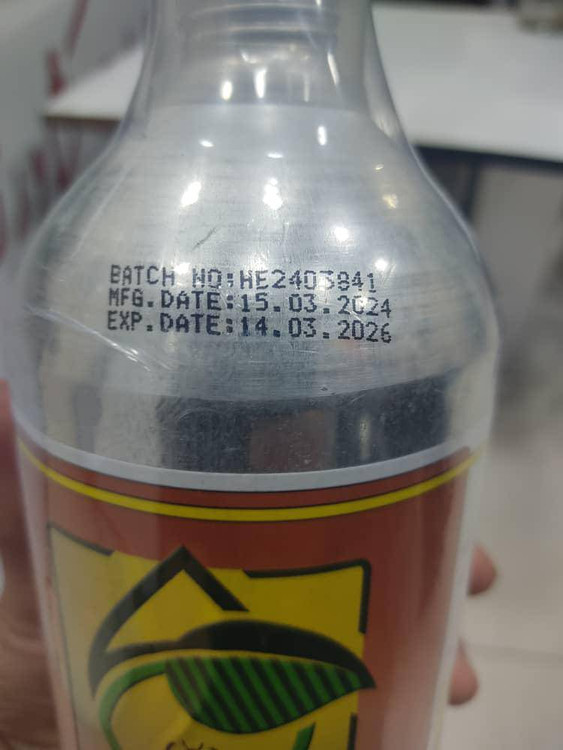 BATCH NO:HE2403841
MFG.DATE:15.03.2024
EXP.DATE:14.03.2026